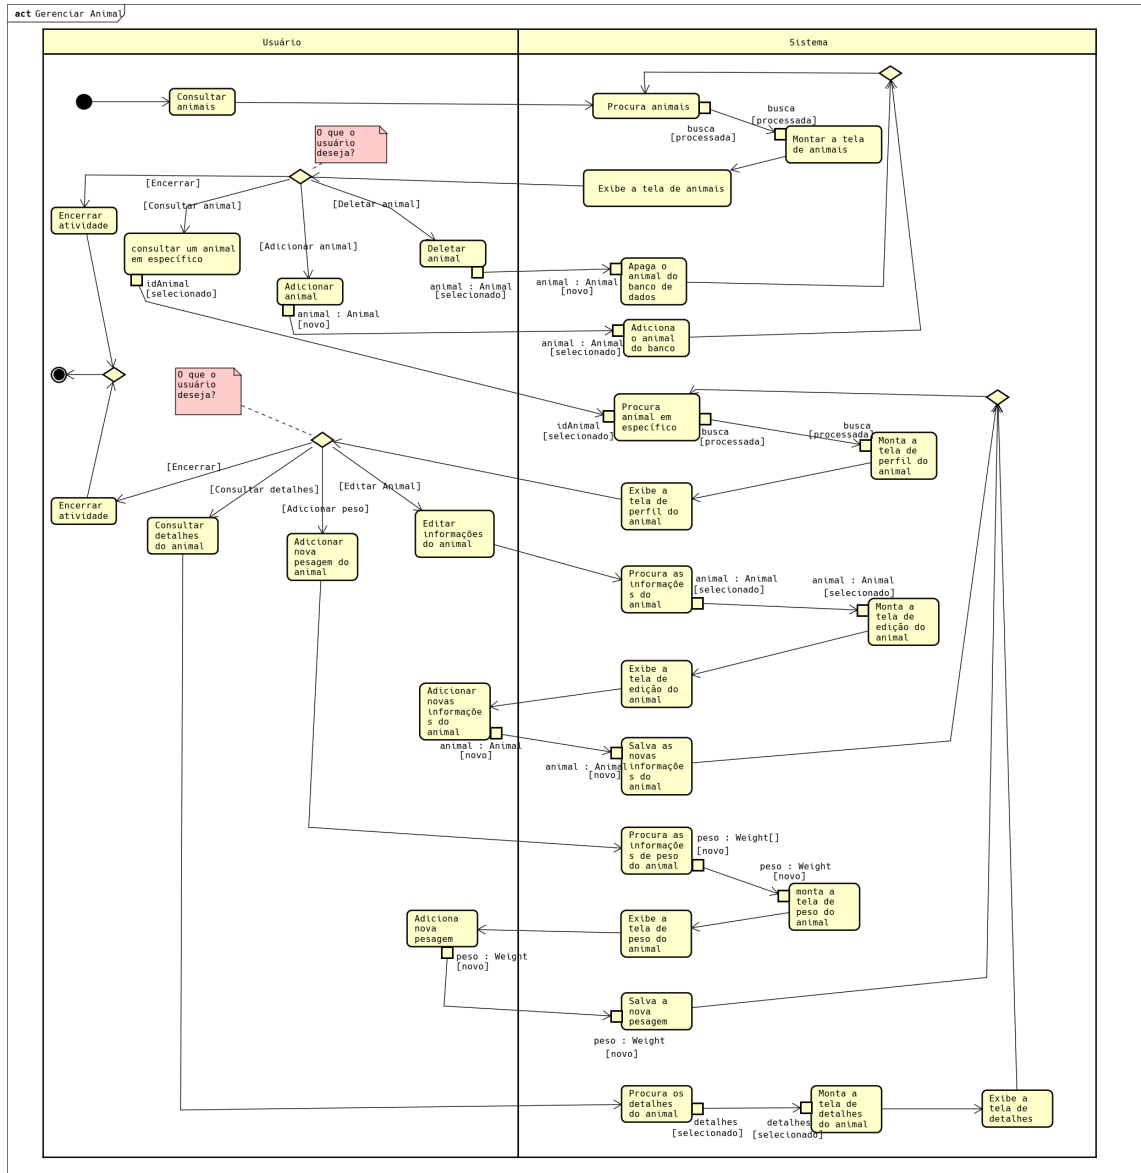 act Gerenciar Animal
Usuário
Sistema
Consultar
animais
Procura animais
busca
[processada]
busca
[processada]
Montar a tela
de animais
O que o
usuário
deseja?
Exibe a tela de animais
[Encerrar]
[Consultar animal]
[Deletar animal]
[Adicionar animal]
Encerrar
atividade
consultar um animal
em específico
idAnimal
[selecionado]
Deletar
animal
animal : Animal
[selecionado]
Adicionar
animal
animal : Animal
[novo]
animal : Animal
[novo]
Apaga o
animal do
banco de
dados
animal : Animal
[selecionado]
Adiciona
o animal
do banco
O que o
usuário
deseja?
idAnimal
[selecionado]
Procura
animal em
específico
busca
[processada]
busca
[processada]
Monta a
tela de
perfil do
animal
Exibe a
tela de
perfil do
animal
[Encerrar]
[Consultar detalhes]
[Adicionar peso]
[Editar Animal]
Encerrar
atividade
Consultar
detalhes
do animal
Adicionar
nova
pesagem do
animal
Editar
informações
do animal
Procura as
informaçõe
s do
animal
animal : Animal
[selecionado]
animal : Animal
[selecionado]
Monta a
tela de
edição do
animal
Exibe a
tela de
edição do
animal
Adicionar
novas
informaçõe
s do
animal
animal : Animal
[novo]
animal : Animal
[novo]
Salva as
novas
informaçõe
s do
animal
Procura as
informaçõe
s de peso
do animal
peso : Weight[]
[novo]
peso : Weight
[novo]
monta a
tela de
peso do
animal
Exibe a
tela de
peso do
animal
Adiciona
nova
pesagem
peso : Weight
[novo]
Salva a
nova
pesagem
peso : Weight
[novo]
Procura os
detalhes
do animal
detalhes
[selecionado]
detalhes
[selecionado]
Monta a
tela de
detalhes
do animal
Exibe a
tela de
detalhes